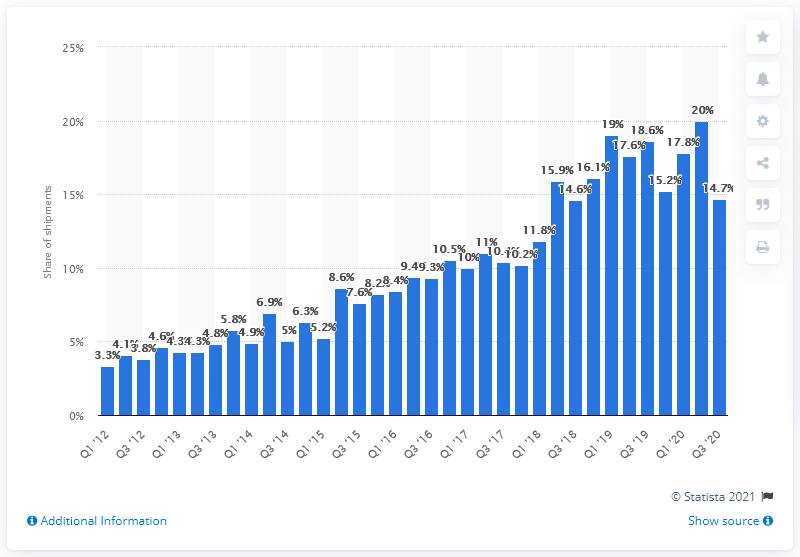 25%
20%
15%
10%
5%
0%
Share of shipments
3.3%
4.1%
3.8%
4.6%
4.3%
4.3%
4.8%
5.8%
4.9%
6.9%
5%
6.3%
5.2%
8.6%
7.6%
8.2%
8.4%
9.4%
9.3%
10.5%
10%
11%
10.4%
10.2%
11.8%
15.9%
14.6%
16.1%
19%
17.6%
18.6%
15.2%
17.8%
20%
14.7%
Q1 '12
Q3 '12
Q1 '13
Q3 '13
Q1 '14
Q3 '14
Q1 '15
Q3 '15
Q1 '16
Q3 '16
Q1 '17
Q3 '17
Q1 '18
Q3 '18
Q1 '19
Q3 '19
Q1 '20
Q3 '20
© Statista 2021
Additional Information
Show source